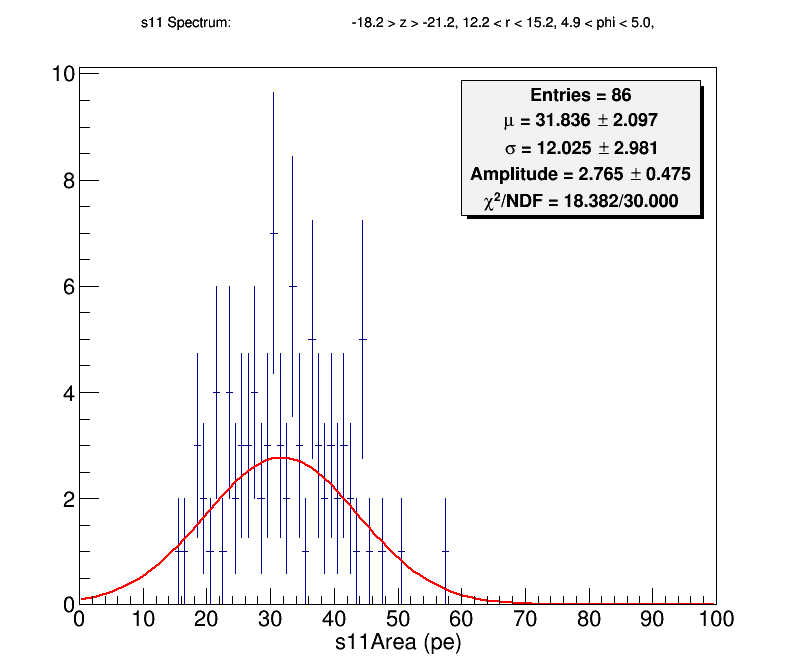 s11 Spectrum: -18.2 > z > -21.2, 12.2 < r < 15.2, 4.9 < phi < 5.0,
Entries = 86
μ = 31.836 ± 2.097
σ = 12.025 ± 2.981
Amplitude = 2.765 ± 0.475
χ²/NDF = 18.382/30.000
10
8
6
4
2
0
0 10 20 30 40 50 60 70 80 90 100
s11Area (pe)